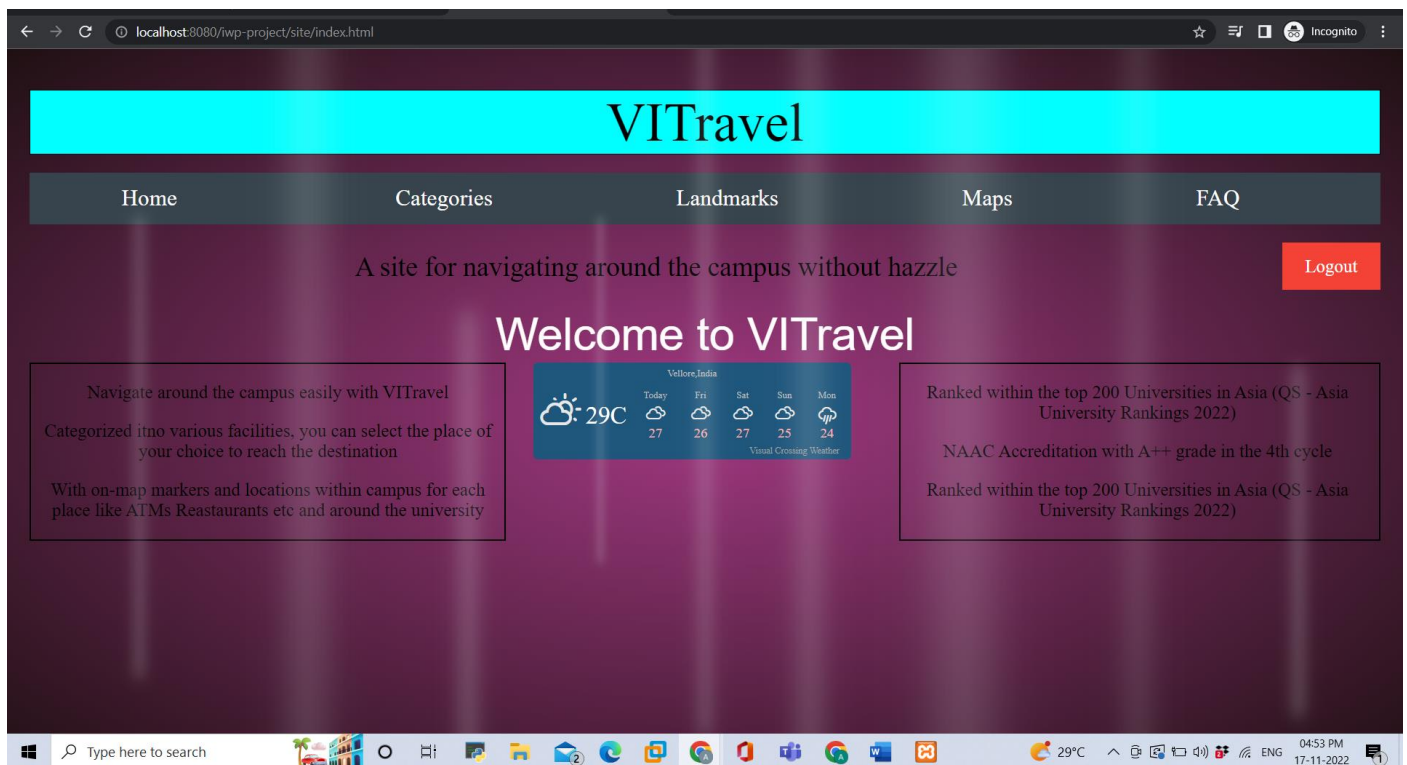 localhost:8080/iwp-project/site/index.html
Incognito
VITravel
Home Categories Landmarks Maps FAQ
A site for navigating around the campus without hazzle
Logout
Welcome to VITravel
Navigate around the campus easily with VITravel
Categorized itno various facilities, you can select the place of
your choice to reach the destination
With on-map markers and locations within campus for each
place like ATMs Reastaurants etc and around the university
Vellore,India
29C
Today Fri Sat Sun Mon
27 26 27 25 24
Visual Crossing Weather
Ranked within the top 200 Universities in Asia (QS - Asia
University Rankings 2022)
NAAC Accreditation with A++ grade in the 4th cycle
Ranked within the top 200 Universities in Asia (QS - Asia
University Rankings 2022)
Type here to search
29°C
ENG
04:53 PM
17-11-2022